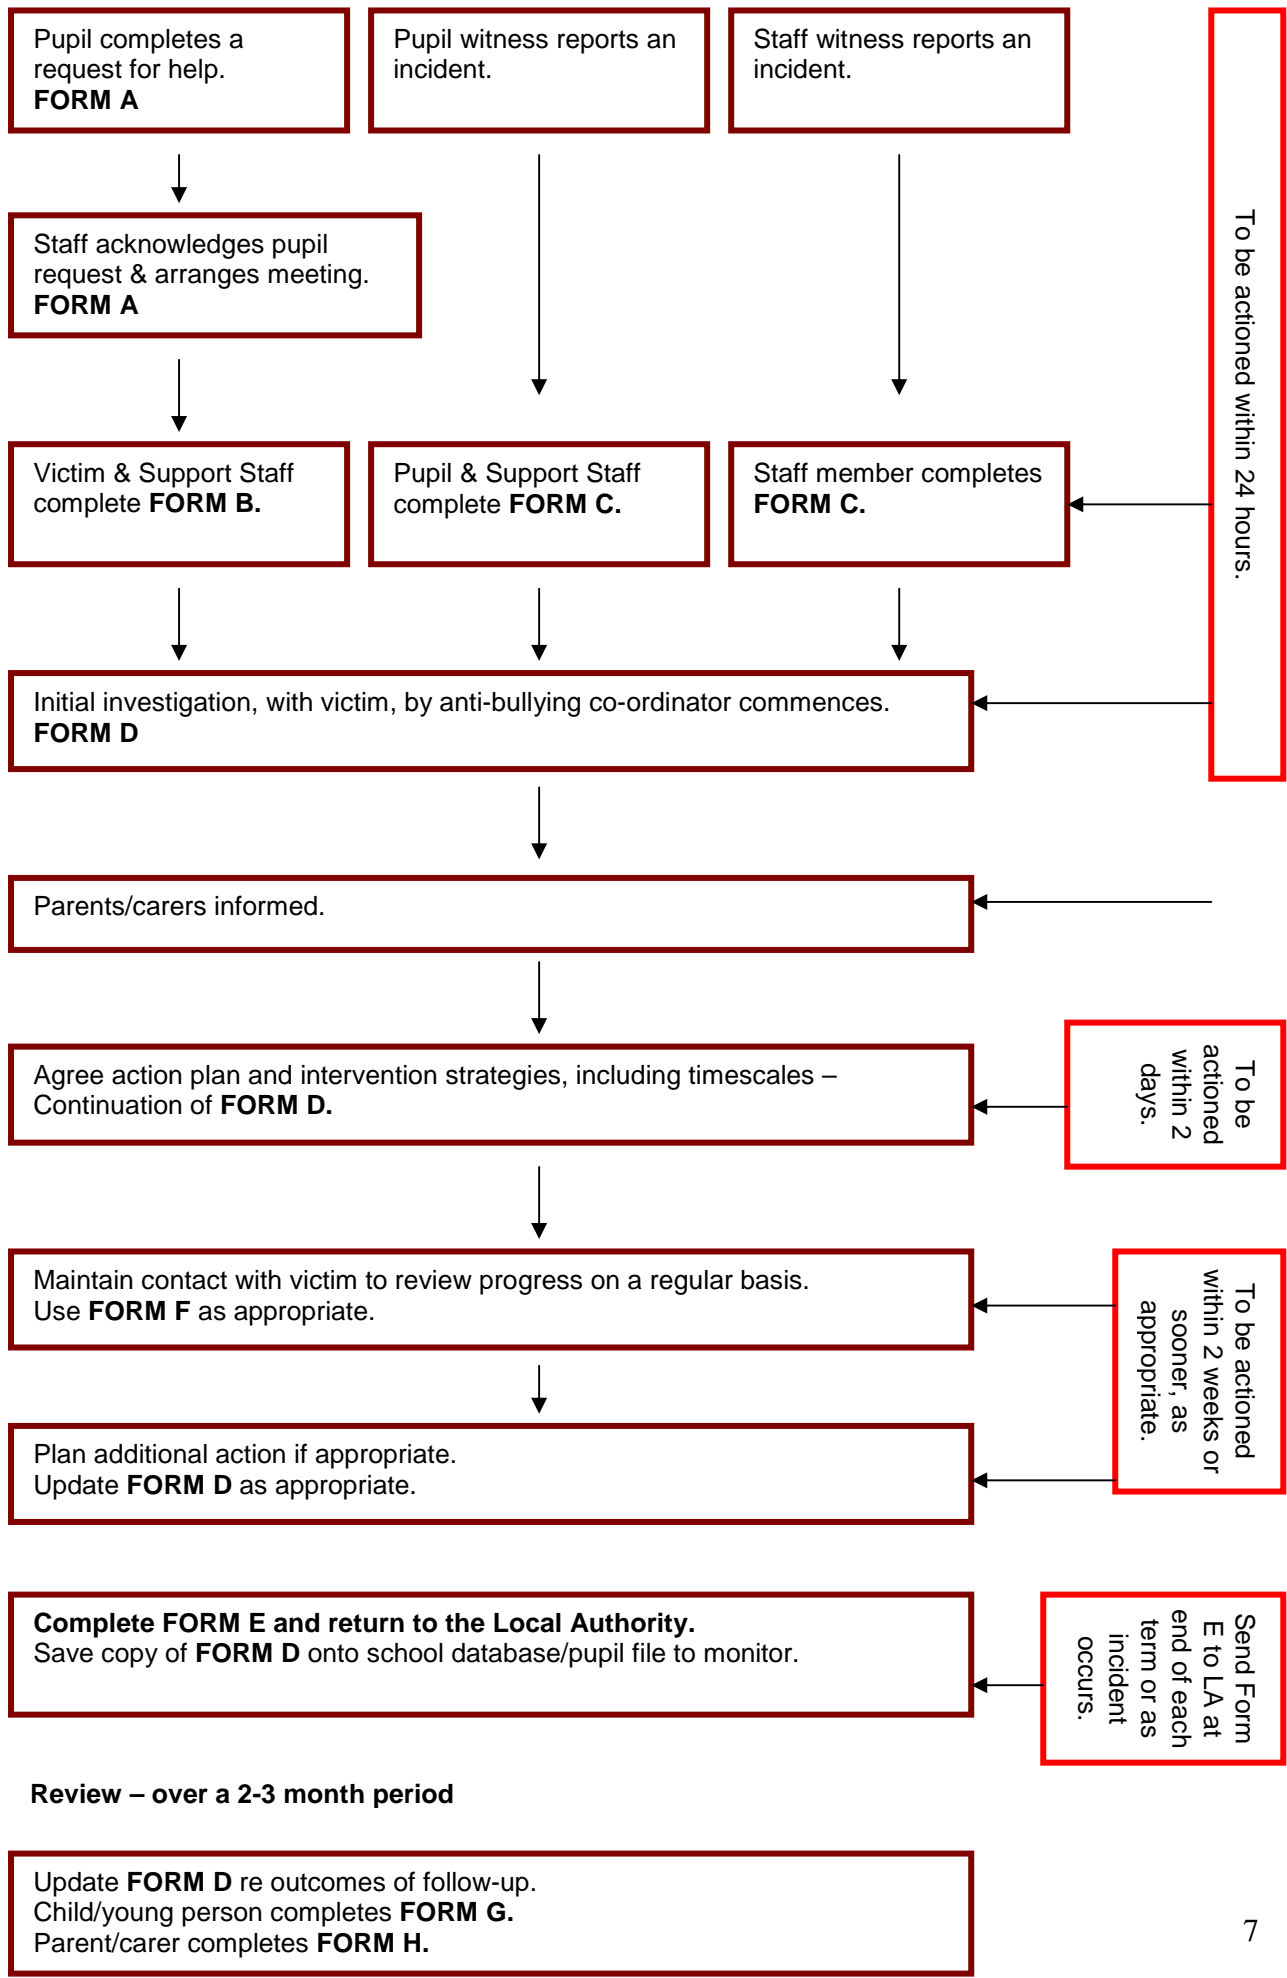 Pupil completes a
request for help.
FORM A
Pupil witness reports an
incident.
Staff witness reports an
incident.
To be actioned within 24 hours.
Staff acknowledges pupil
request & arranges meeting.
FORM A
Victim & Support Staff
complete FORM B.
Pupil & Support Staff
complete FORM C.
Staff member completes
FORM C.
Initial investigation, with victim, by anti-bullying co-ordinator commences.
FORM D
Parents/carers informed.
Agree action plan and intervention strategies, including timescales –
Continuation of FORM D.
To be
actioned
within 2
days.
Maintain contact with victim to review progress on a regular basis.
Use FORM F as appropriate.
To be actioned
within 2 weeks or
sooner, as
appropriate.
Plan additional action if appropriate.
Update FORM D as appropriate.
Complete FORM E and return to the Local Authority.
Save copy of FORM D onto school database/pupil file to monitor.
Send Form
E to LA at
end of each
term or as
incident
occurs.
Review – over a 2-3 month period
Update FORM D re outcomes of follow-up.
Child/young person completes FORM G.
Parent/carer completes FORM H.
7